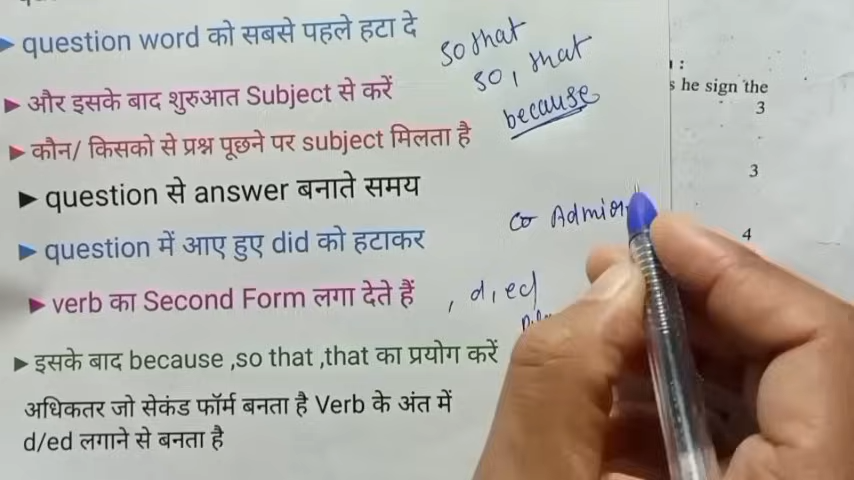 ► question word को सबसे पहले हटा दे
so that
so, that
► और इसके बाद शुरुआत Subject से करें
because
► कौन/ किसको से प्रश्न पूछने पर subject मिलता है
► question से answer बनाते समय
► question में आए हुए did को हटाकर
► verb का Second Form लगा देते हैं
, d, ed
► इसके बाद because ,so that ,that का प्रयोग करें
अधिकतर जो सेकंड फॉर्म बनता है Verb के अंत में
d/ed लगाने से बनता है
:
s he sign the
3
3
4